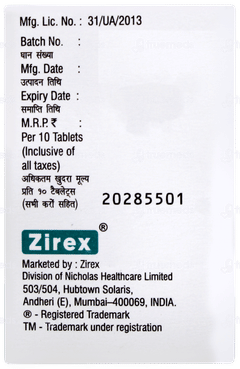 Mfg. Lic. No. : 31/UA/2013
Batch No. :
धान संख्या
Mfg. Date :
उत्पादन तिथि
Expiry Date :
समाप्ति तिथि
M.R.P. ₹ :
Per 10 Tablets
(Inclusive of
all taxes)
अधिकतम खुदरा मूल्य
प्रति १० टैबलेट्स
(सभी करों सहित)
20285501
Zirex®
Marketed by : Zirex
Division of Nicholas Healthcare Limited
503/504, Hubtown Solaris,
Andheri (E), Mumbai–400069, INDIA.
® - Registered Trademark
TM - Trademark under registration